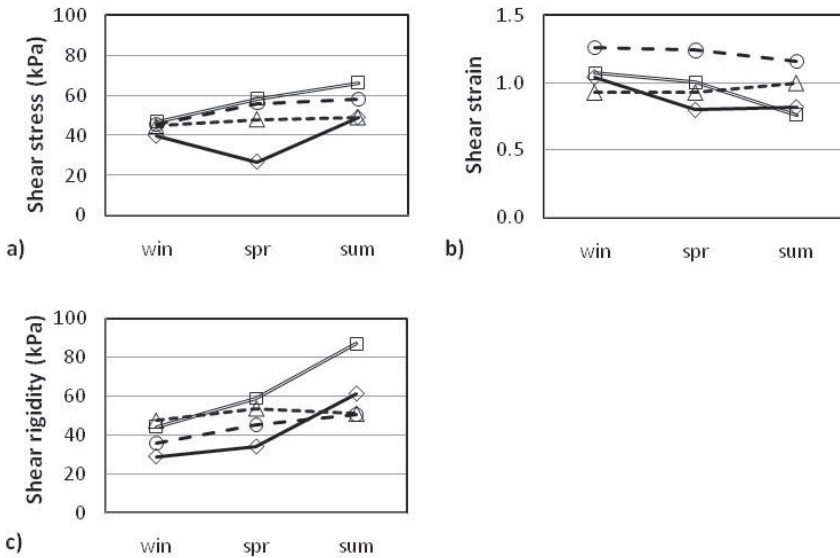 Shear stress (kPa)
100
80
60
40
20
0
win spr sum
a)
Shear strain
1.5
1.0
0.5
0.0
win spr sum
b)
Shear rigidity (kPa)
100
80
60
40
20
0
win spr sum
c)